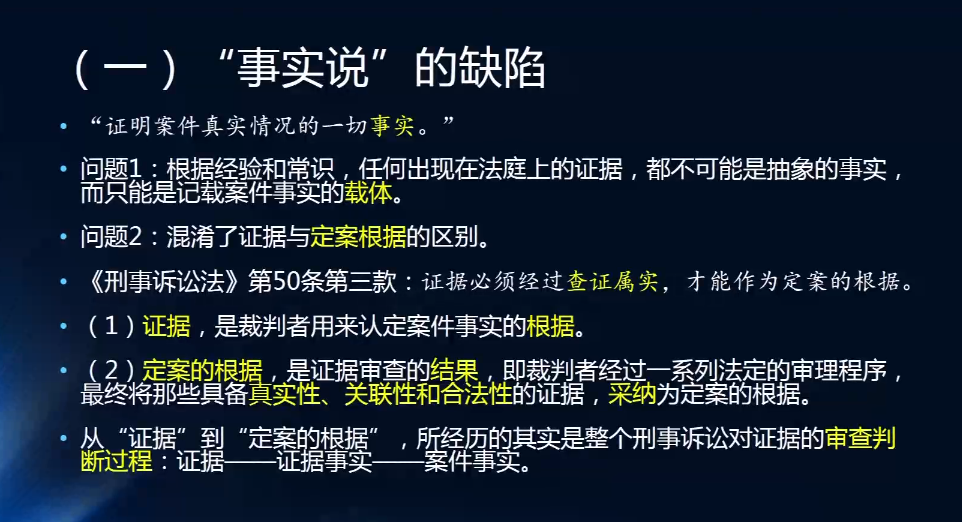 （一）“事实说”的缺陷
• “证明案件真实情况的一切事实。”
• 问题1：根据经验和常识，任何出现在法庭上的证据，都不可能是抽象的事实，
而只能是记载案件事实的载体。
• 问题2：混淆了证据与定案根据的区别。
• 《刑事诉讼法》第50条第三款：证据必须经过查证属实，才能作为定案的根据。
• （1）证据，是裁判者用来认定案件事实的根据。
• （2）定案的根据，是证据审查的结果，即裁判者经过一系列法定的审理程序，
最终将那些具备真实性、关联性和合法性的证据，采纳为定案的根据。
• 从“证据”到“定案的根据”，所经历的其实是整个刑事诉讼对证据的审查判
断过程：证据——证据事实——案件事实。